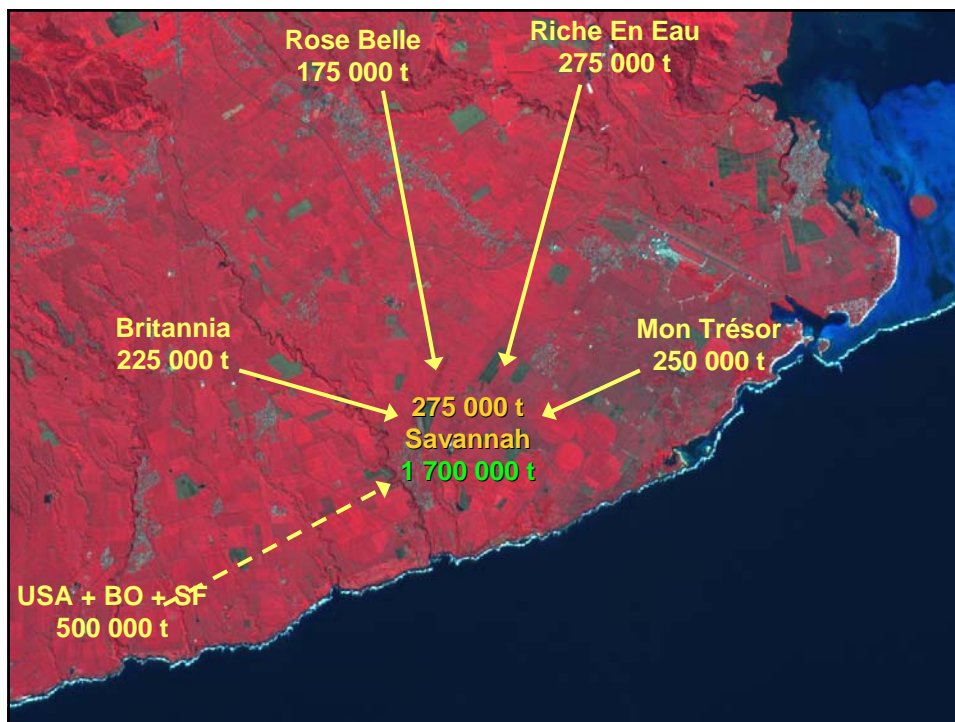 Rose Belle
175 000 t
Riche En Eau
275 000 t
Britannia
225 000 t
Mon Trésor
250 000 t
275 000 t
Savannah
1 700 000 t
USA + BO + SF
500 000 t